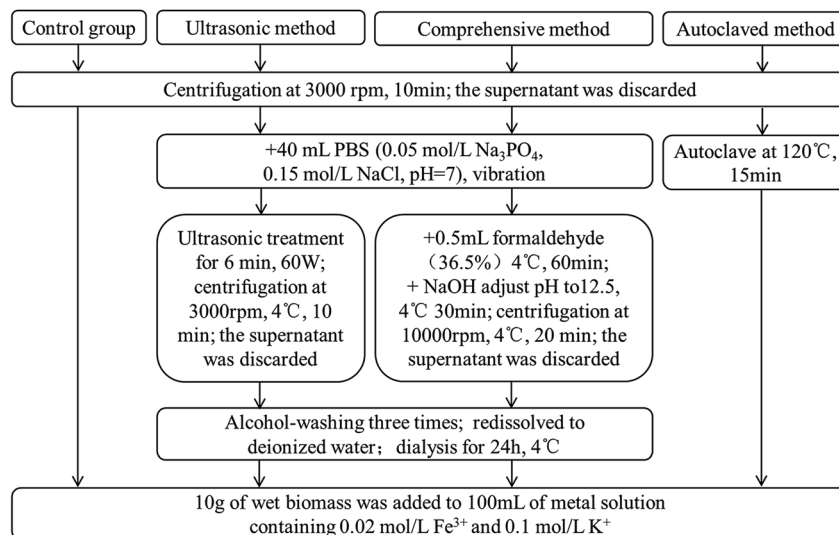 Control group
Ultrasonic method
Comprehensive method
Autoclaved method
Centrifugation at 3000 rpm, 10min; the supernatant was discarded
+40 mL PBS (0.05 mol/L Na₃PO₄,
0.15 mol/L NaCl, pH=7), vibration
Autoclave at 120℃,
15min
Ultrasonic treatment
for 6 min, 60W;
centrifugation at
3000rpm, 4℃, 10
min; the supernatant
was discarded
+0.5mL formaldehyde
（36.5%）4℃, 60min;
+ NaOH adjust pH to12.5,
4℃ 30min; centrifugation at
10000rpm, 4℃, 20 min; the
supernatant was discarded
Alcohol-washing three times; redissolved to
deionized water；dialysis for 24h, 4℃
10g of wet biomass was added to 100mL of metal solution
containing 0.02 mol/L Fe³⁺ and 0.1 mol/L K⁺